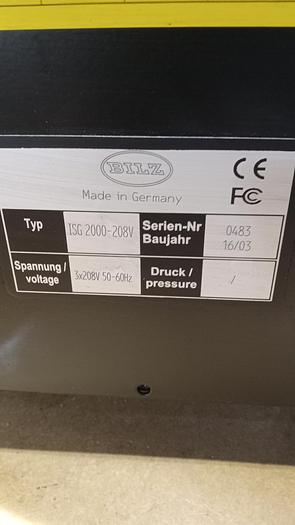 BILZ
CE
Made in Germany
FC
Typ ISG 2000-208V Serien-Nr 0483
Baujahr 16/03
Spannung / 3x208V 50-60Hz Druck / /
voltage pressure